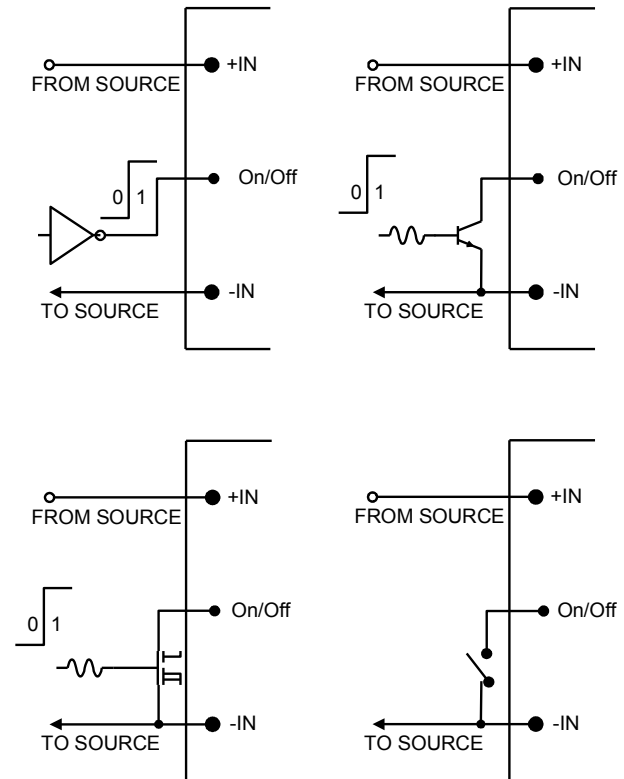 +IN
FROM SOURCE
0 1
On/Off
-IN
TO SOURCE
+IN
FROM SOURCE
0 1
On/Off
-IN
TO SOURCE
+IN
FROM SOURCE
0 1
On/Off
-IN
TO SOURCE
+IN
FROM SOURCE
On/Off
-IN
TO SOURCE